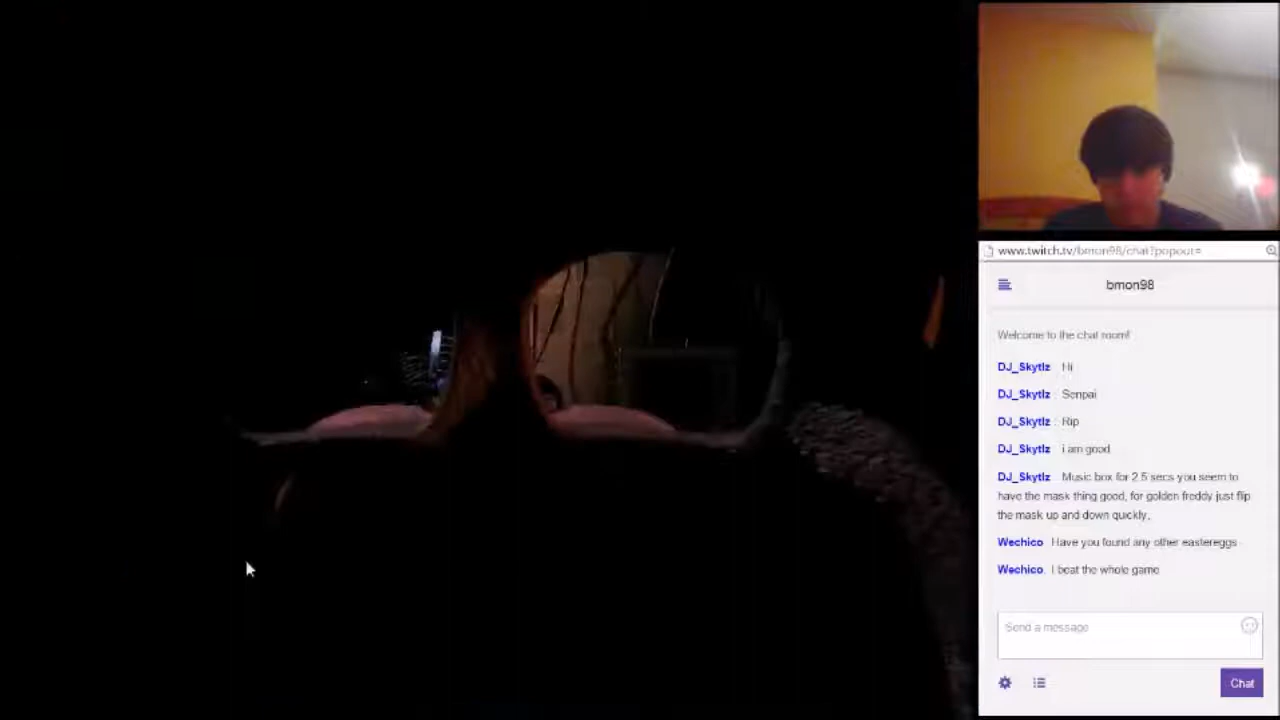 www.twitch.tv/bmon98/chat?popout=
bmon98
Welcome to the chat room!
DJ_Skytlz : Hi
DJ_Skytlz : Senpai
DJ_Skytlz : Rip
DJ_Skytlz : i am good
DJ_Skytlz : Music box for 2.5 secs you seem to
have the mask thing good, for golden freddy just flip
the mask up and down quickly.
Wechico : Have you found any other eastereggs
Wechico : I beat the whole game
Send a message
Chat